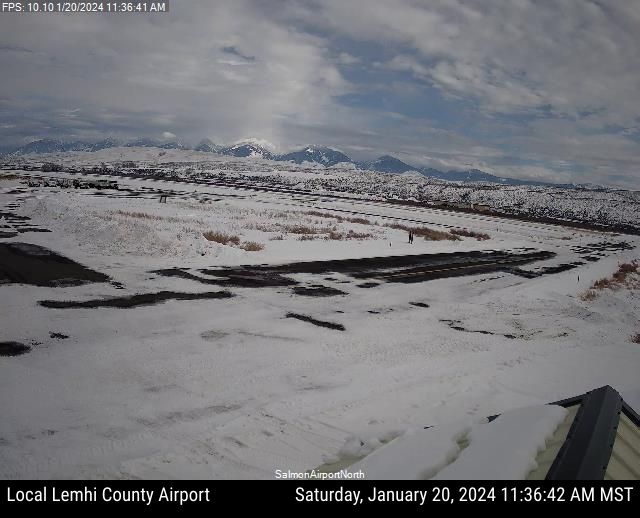 FPS: 10.10 1/20/2024 11:36:41 AM
SalmonAirportNorth
Local Lemhi County Airport
Saturday, January 20, 2024 11:36:42 AM MST